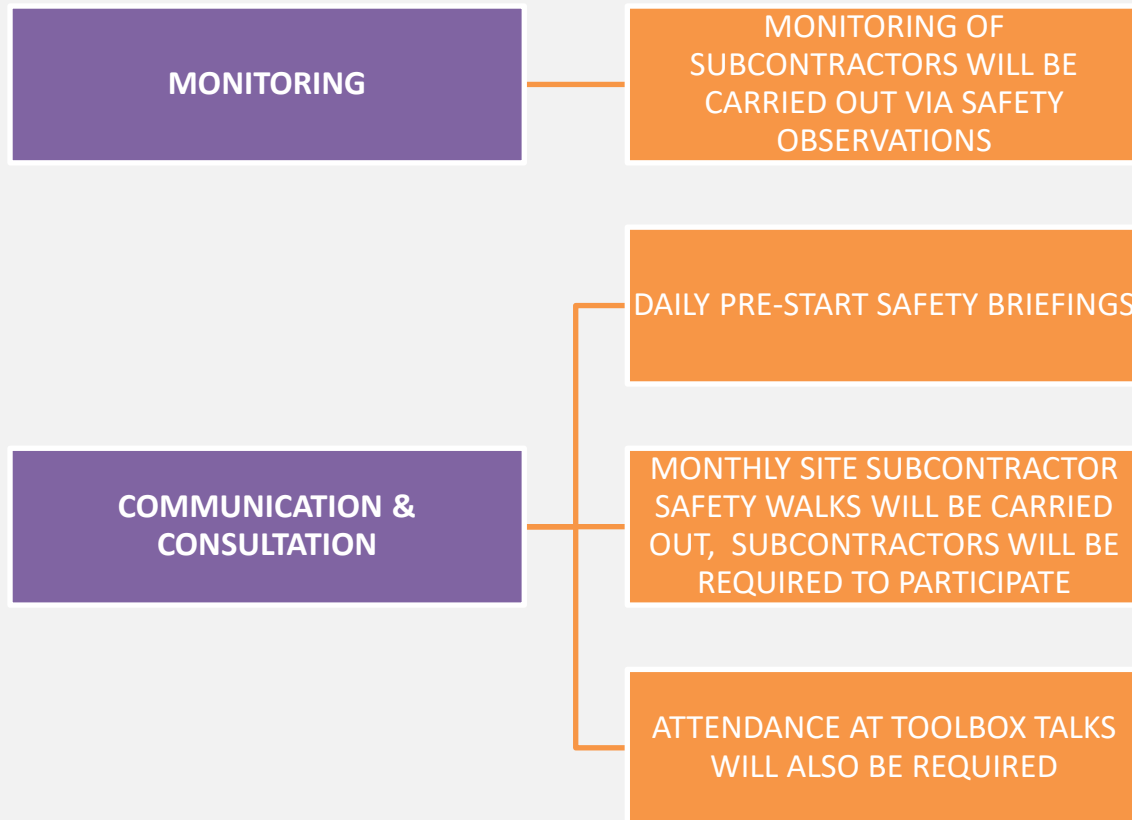 MONITORING
MONITORING OF
SUBCONTRACTORS WILL BE
CARRIED OUT VIA SAFETY
OBSERVATIONS
COMMUNICATION &
CONSULTATION
DAILY PRE-START SAFETY BRIEFINGS
MONTHLY SITE SUBCONTRACTOR
SAFETY WALKS WILL BE CARRIED
OUT,  SUBCONTRACTORS WILL BE
REQUIRED TO PARTICIPATE
ATTENDANCE AT TOOLBOX TALKS
WILL ALSO BE REQUIRED